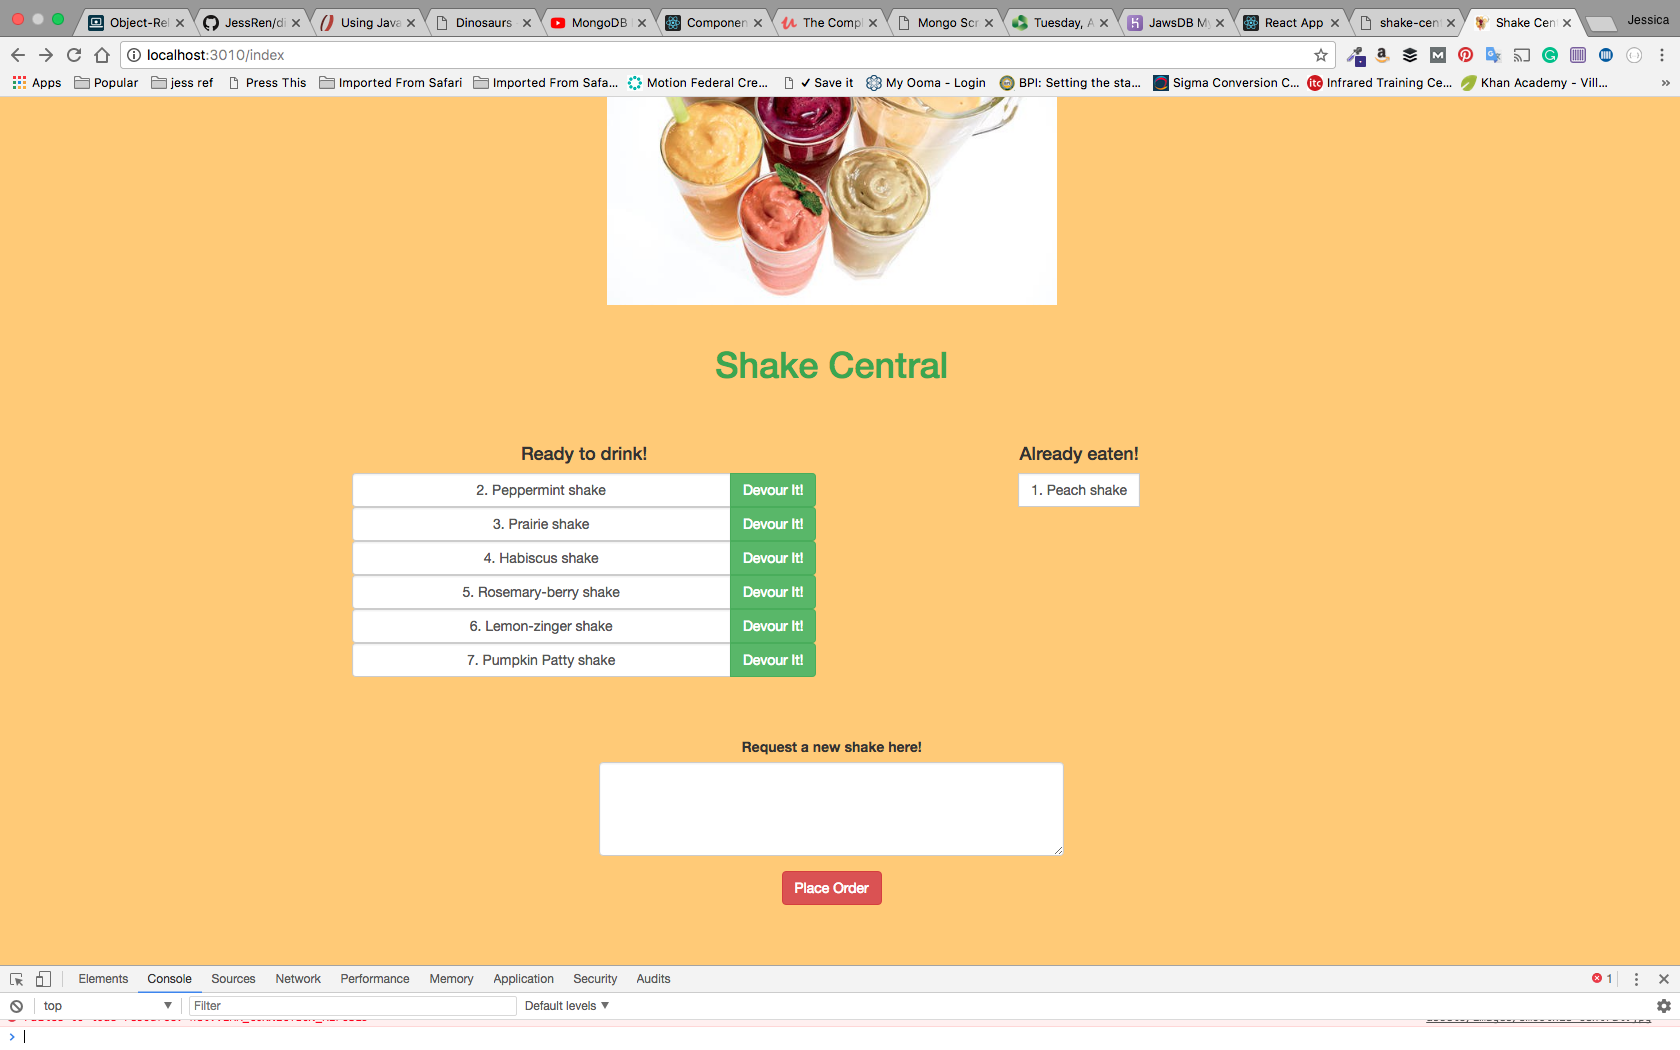 Object-Rel
JessRen/di
Using Java
Dinosaurs
MongoDB
Componen
The Compl
Mongo Scr
Tuesday, A
JawsDB My
React App
shake-cent
Shake Cen
Jessica
localhost:3010/index
Apps
Popular
jess ref
Press This
Imported From Safari
Imported From Safa...
Motion Federal Cre...
✓ Save it
My Ooma - Login
BPI: Setting the sta...
Sigma Conversion C...
Infrared Training Ce...
Khan Academy - Vill...
»
Shake Central
Ready to drink!
2. Peppermint shake Devour It!
3. Prairie shake Devour It!
4. Habiscus shake Devour It!
5. Rosemary-berry shake Devour It!
6. Lemon-zinger shake Devour It!
7. Pumpkin Patty shake Devour It!
Already eaten!
1. Peach shake
Request a new shake here!
Place Order
Elements Console Sources Network Performance Memory Application Security Audits 1
top Filter Default levels